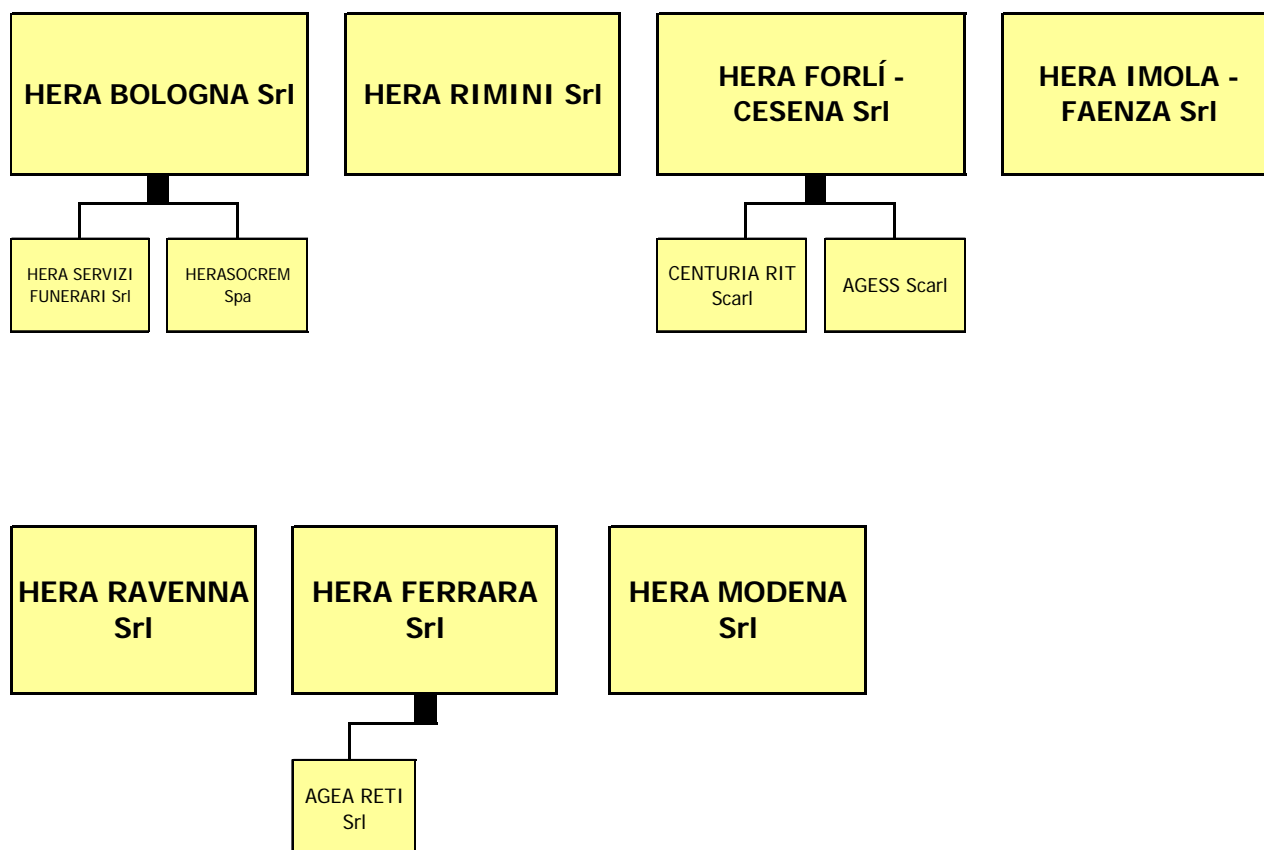 HERA BOLOGNA Srl
HERA RIMINI Srl
HERA FORLÍ -
CESENA Srl
HERA IMOLA -
FAENZA Srl
HERA SERVIZI
FUNERARI Srl
HERASOCREM
Spa
CENTURIA RIT
Scarl
AGESS Scarl
HERA RAVENNA
Srl
HERA FERRARA
Srl
HERA MODENA
Srl
AGEA RETI
Srl